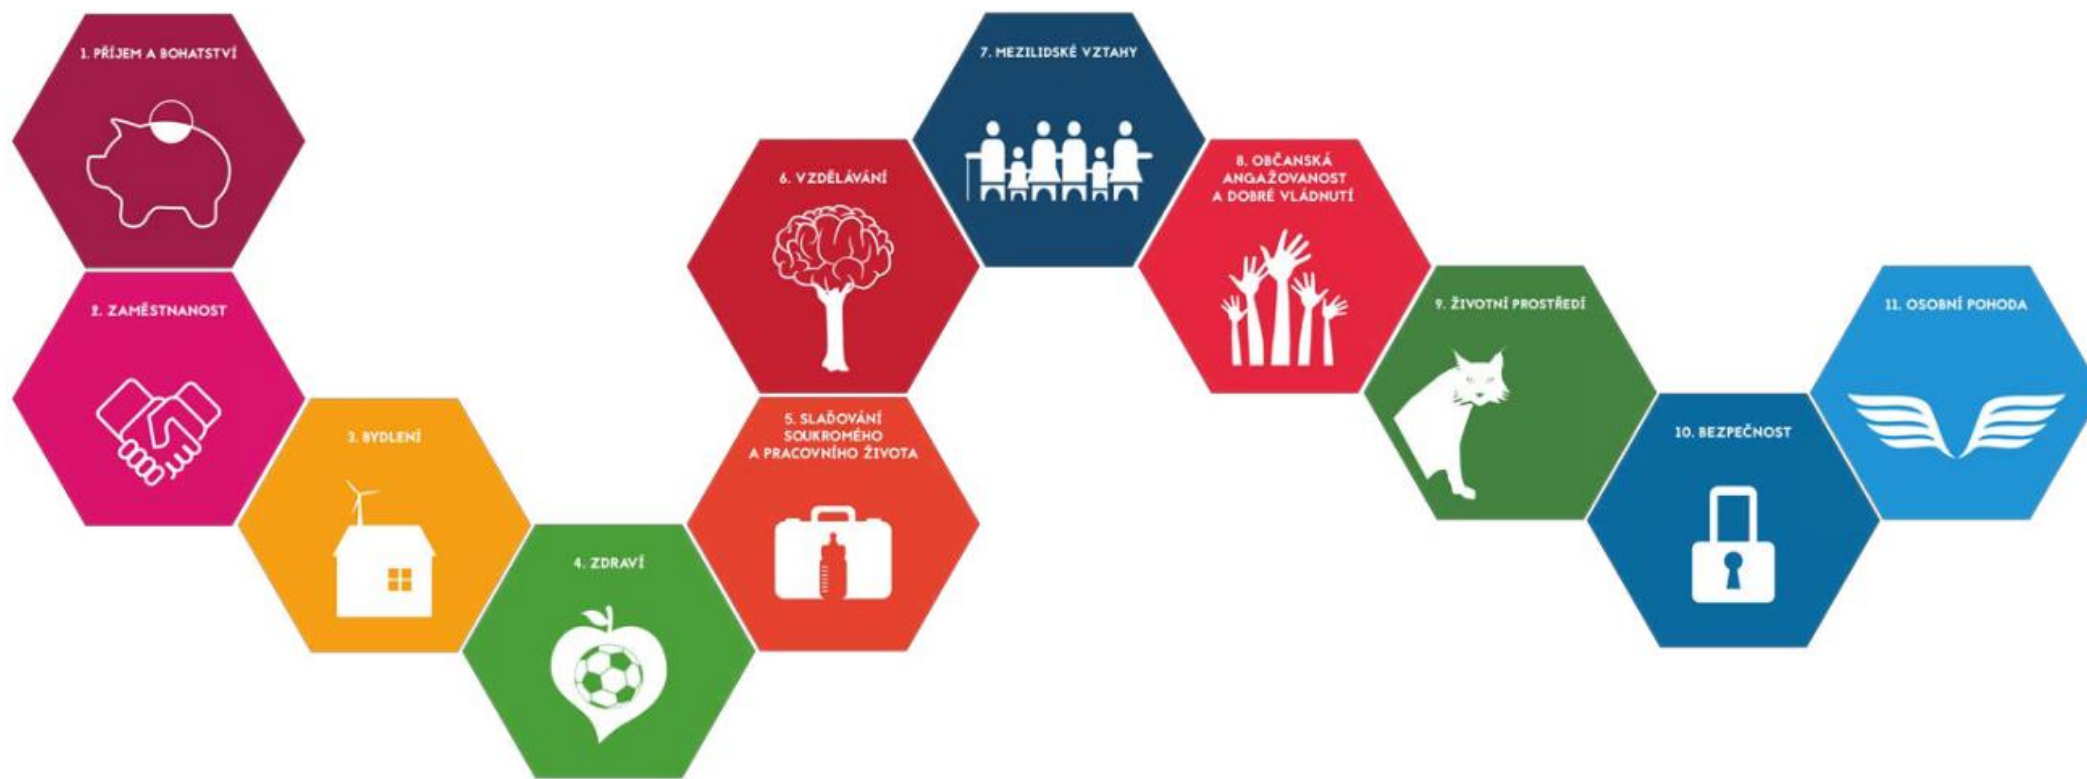 1. PŘÍJEM A BOHATSTVÍ
2. ZAMĚSTNANOST
3. BYDLENÍ
4. ZDRAVÍ
5. SLAĎOVÁNÍ
SOUKROMÉHO
A PRACOVNÍHO ŽIVOTA
6. VZDĚLÁVÁNÍ
7. MEZILIDSKÉ VZTAHY
8. OBČANSKÁ
ANGAŽOVANOST
A DOBRÉ VLÁDNUTÍ
9. ŽIVOTNÍ PROSTŘEDÍ
10. BEZPEČNOST
11. OSOBNÍ POHODA